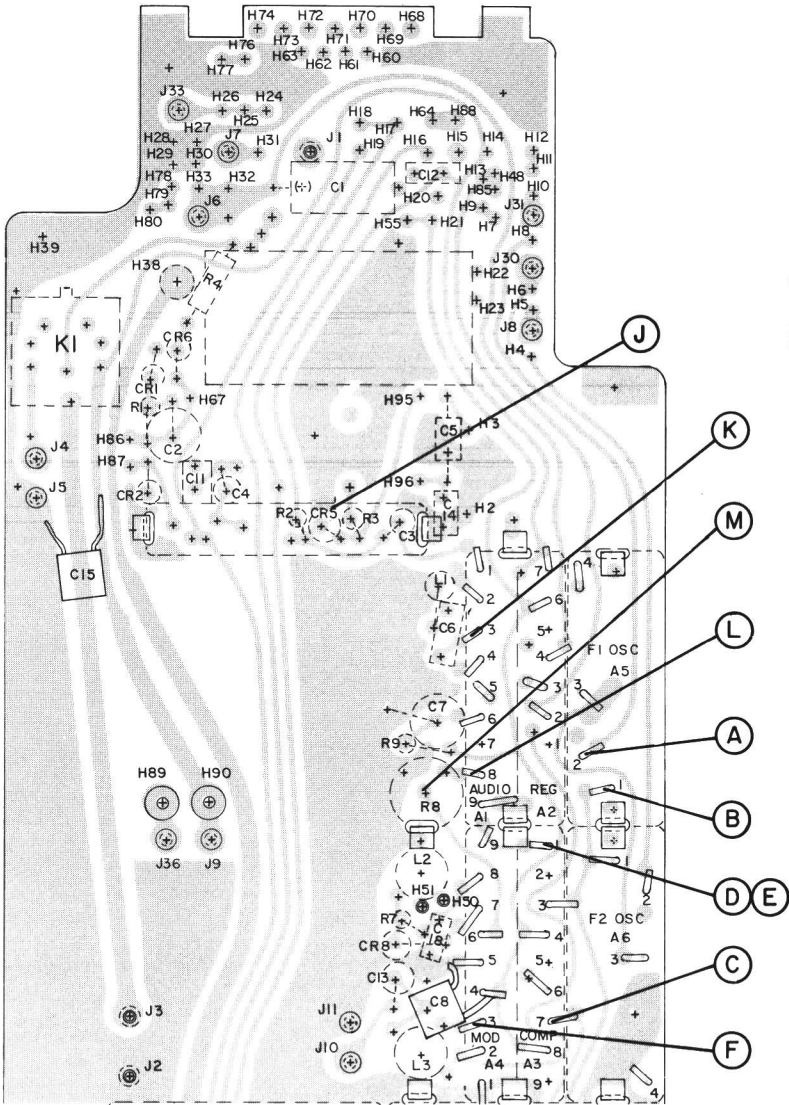 H74 H72 H70 H68
H73 H71 H69
H76 H63 H62 H61 H60
H77
J33 H26 H24
H25
H18 H64 H88
H17
H28 H27 J7 H31 J1 H19 H16 H15 H14 H12
H29 H30 H11
H78 H33 H32 C1 C12 H13 H48
H79 H85 H10
H80 J6 H20 H9 J31
H55 H21 H7 H8
H39
H38 R4 H22 J30
H6
H23 H5
K1 CR6 J8 J
H4
CR1
R1 H67 H95
H86 C2 C5 H3 K
J4
H87 H96
J5 CR2 C11 C4 C14 H2 M
R2 CR5 R3 C3
C15 L1 1 7 4
2 6
C6 3 5 L
4 4 F1 OSC
A5
5 3 3
C7 6 2
R9 7 1 A
8 2
H89 H90 R8 AUDIO REG 1
9 A1 A2 B
J36 J9 9 1 1
L2 8 2 2
H51 H50 D E
R7 C18 7 3 F2 OSC
CR8 6 4 A6
5 5 3
C13 4 6 C
J3 J11 C8 3 7
MOD COMP F
J10 2 8
J2 L3 A4 A3
1 9 4